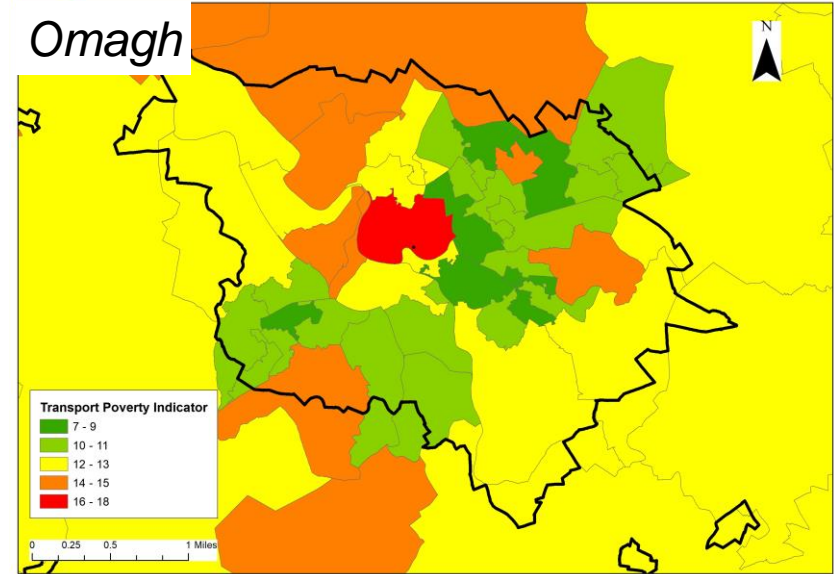 Omagh
N
Transport Poverty Indicator
7 - 9
10 - 11
12 - 13
14 - 15
16 - 18
0 0.25 0.5 1 Miles